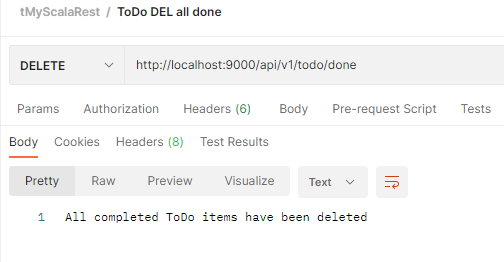 tMyScalaRest / ToDo DEL all done
DELETE http://localhost:9000/api/v1/todo/done
Params Authorization Headers (6) Body Pre-request Script Tests
Body Cookies Headers (8) Test Results
Pretty Raw Preview Visualize Text
1 All completed ToDo items have been deleted